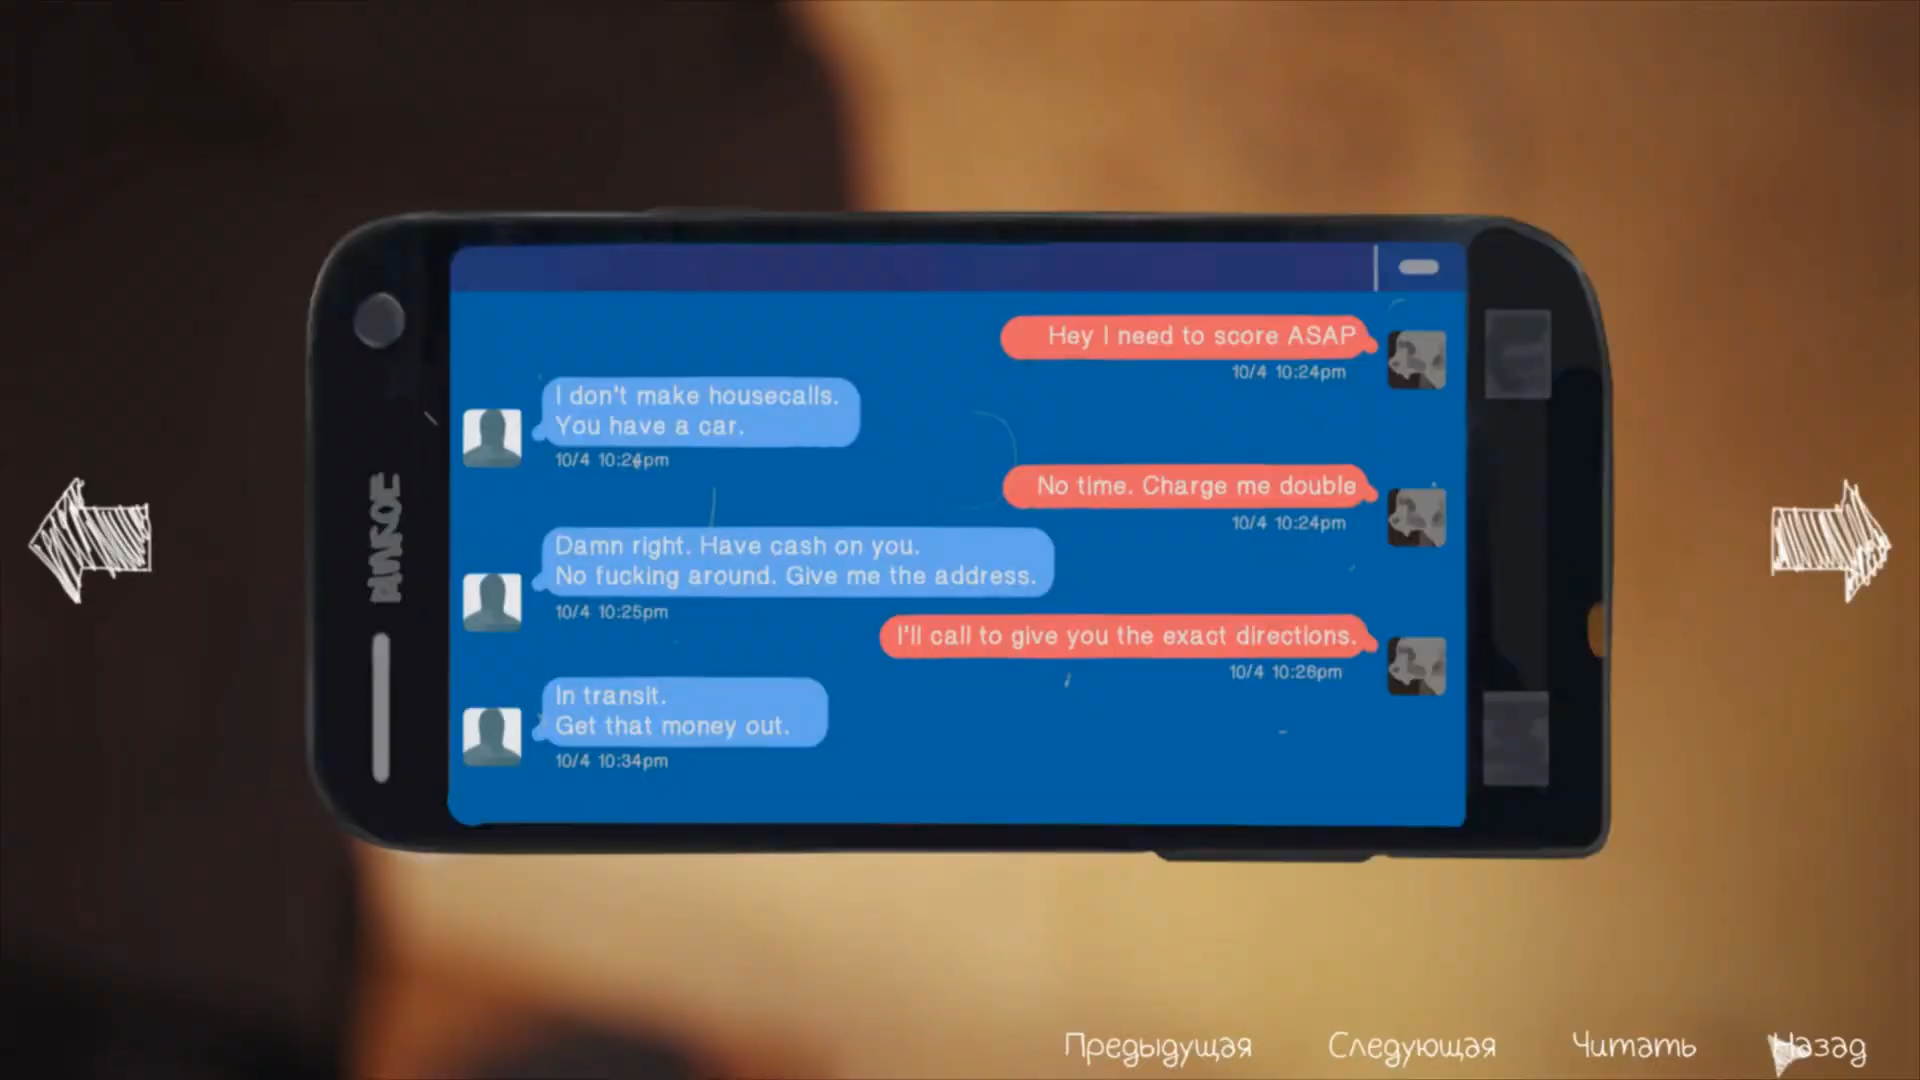 Hey I need to score ASAP
10/4 10:24pm
I don't make housecalls.
You have a car.
10/4 10:24pm
No time. Charge me double
10/4 10:24pm
Damn right. Have cash on you.
No fucking around. Give me the address.
10/4 10:25pm
I'll call to give you the exact directions.
10/4 10:26pm
In transit.
Get that money out.
10/4 10:34pm
Предыдущая Следующая Читать Назад